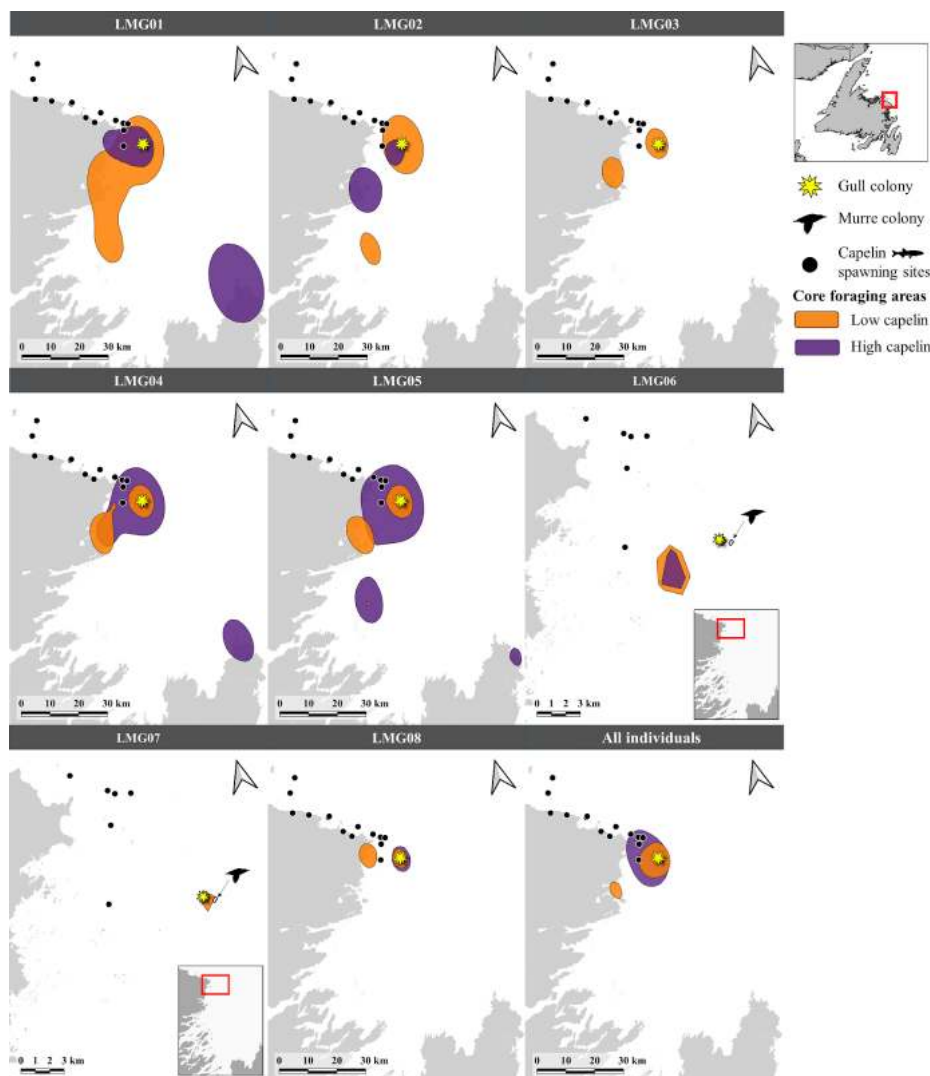 LMG01
LMG02
LMG03
Gull colony
Murre colony
Capelin
spawning sites
Core foraging areas
Low capelin
High capelin
0 10 20 30 km
0 10 20 30 km
0 10 20 30 km
LMG04
LMG05
LMG06
0 10 20 30 km
0 10 20 30 km
0 1 2 3 km
LMG07
LMG08
All individuals
0 1 2 3 km
0 10 20 30 km
0 10 20 30 km